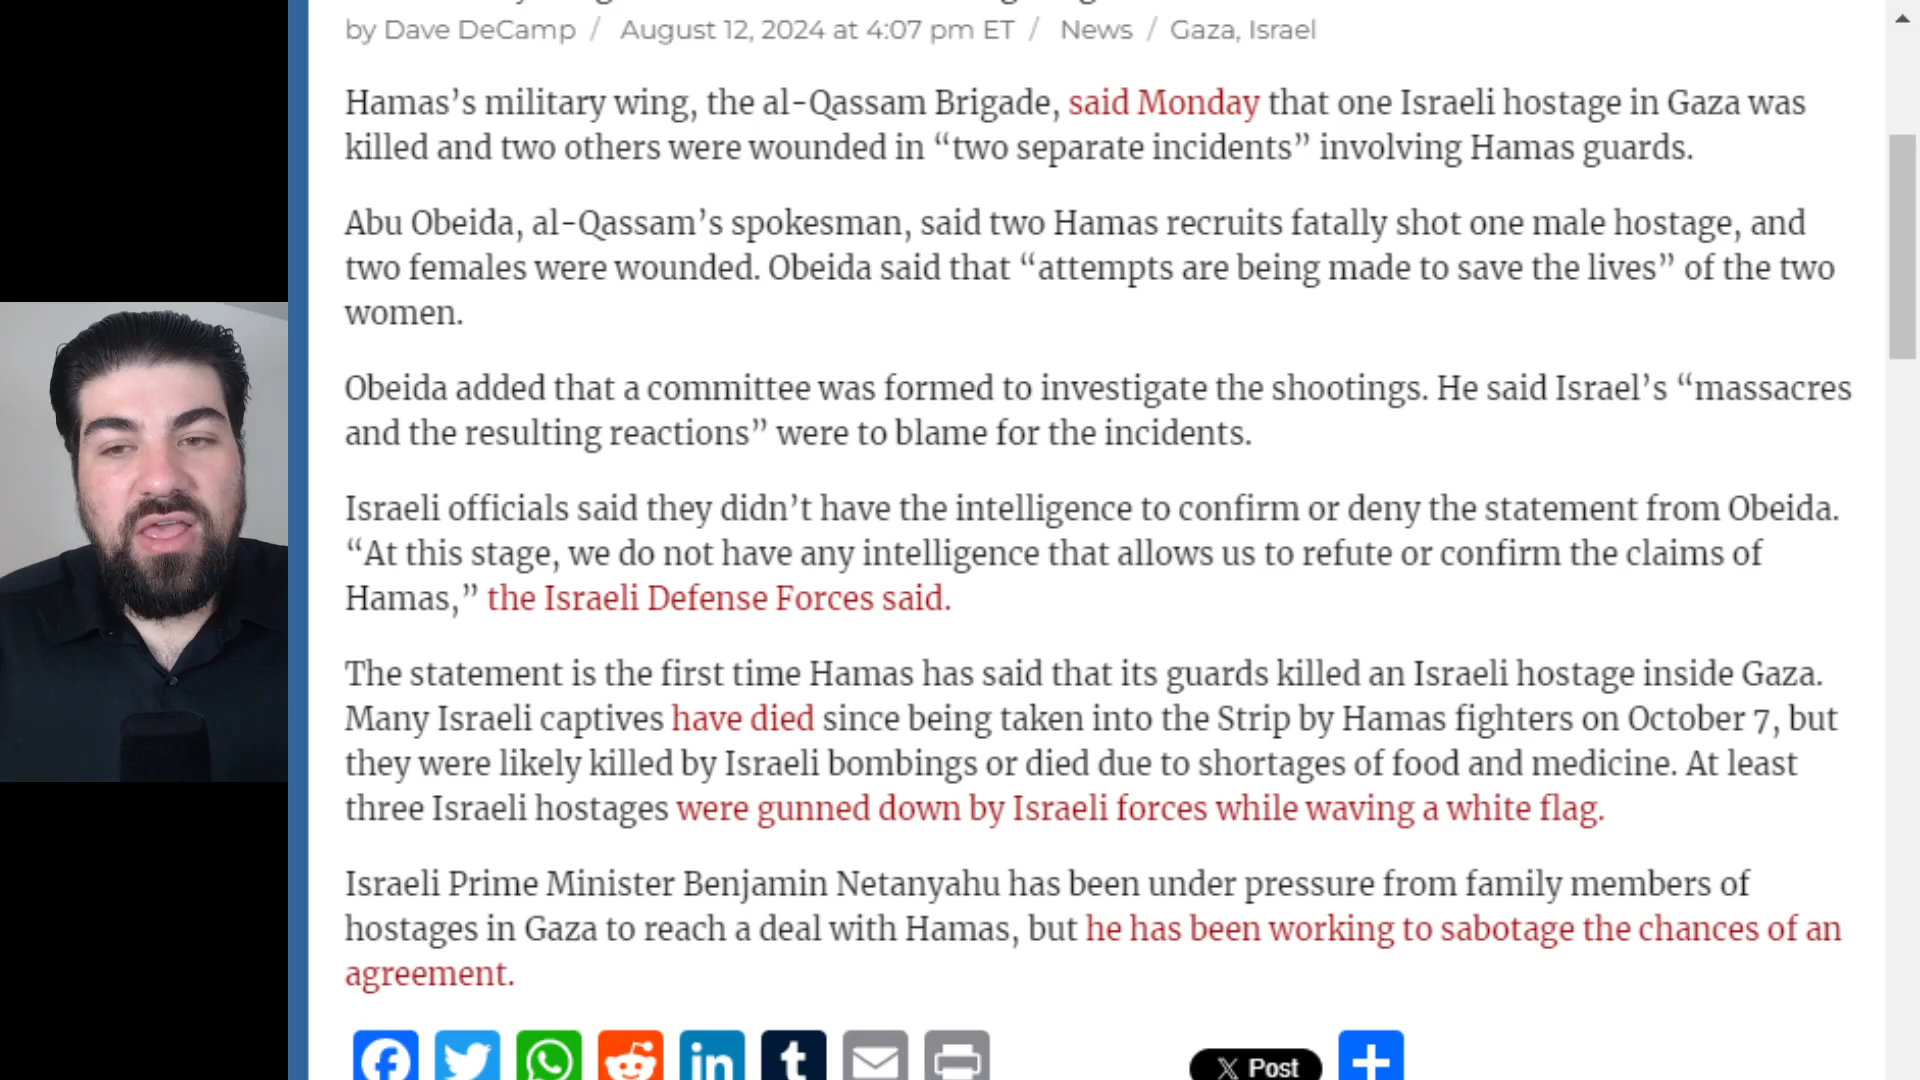 by Dave DeCamp / August 12, 2024 at 4:07 pm ET / News / Gaza, Israel
Hamas’s military wing, the al-Qassam Brigade, said Monday that one Israeli hostage in Gaza was
killed and two others were wounded in “two separate incidents” involving Hamas guards.
Abu Obeida, al-Qassam’s spokesman, said two Hamas recruits fatally shot one male hostage, and
two females were wounded. Obeida said that “attempts are being made to save the lives” of the two
women.
Obeida added that a committee was formed to investigate the shootings. He said Israel’s “massacres
and the resulting reactions” were to blame for the incidents.
Israeli officials said they didn’t have the intelligence to confirm or deny the statement from Obeida.
“At this stage, we do not have any intelligence that allows us to refute or confirm the claims of
Hamas,” the Israeli Defense Forces said.
The statement is the first time Hamas has said that its guards killed an Israeli hostage inside Gaza.
Many Israeli captives have died since being taken into the Strip by Hamas fighters on October 7, but
they were likely killed by Israeli bombings or died due to shortages of food and medicine. At least
three Israeli hostages were gunned down by Israeli forces while waving a white flag.
Israeli Prime Minister Benjamin Netanyahu has been under pressure from family members of
hostages in Gaza to reach a deal with Hamas, but he has been working to sabotage the chances of an
agreement.
X Post